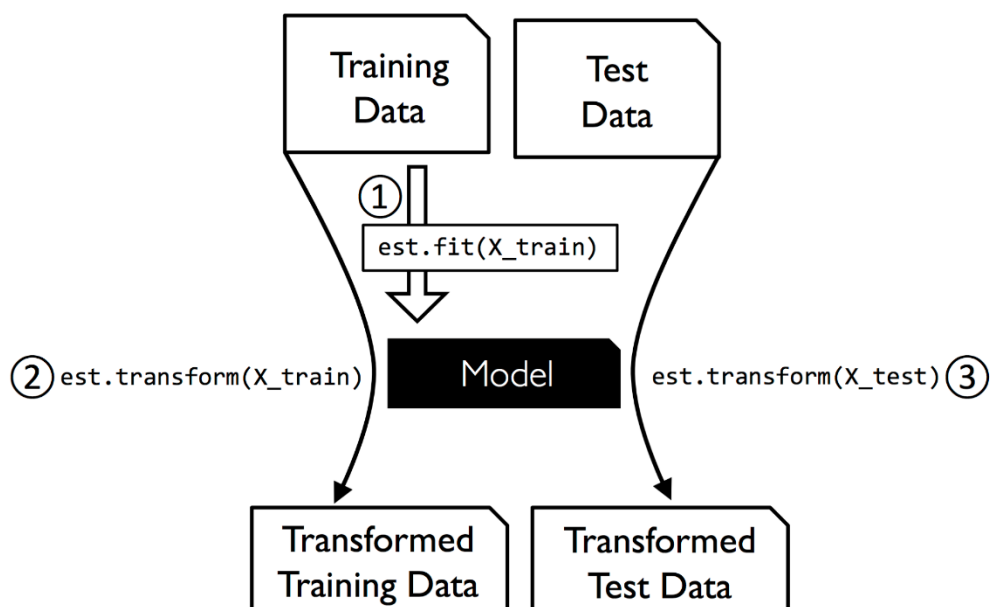 Training
Data
Test
Data
①
est.fit(X_train)
② est.transform(X_train)
Model
est.transform(X_test) ③
Transformed
Training Data
Transformed
Test Data